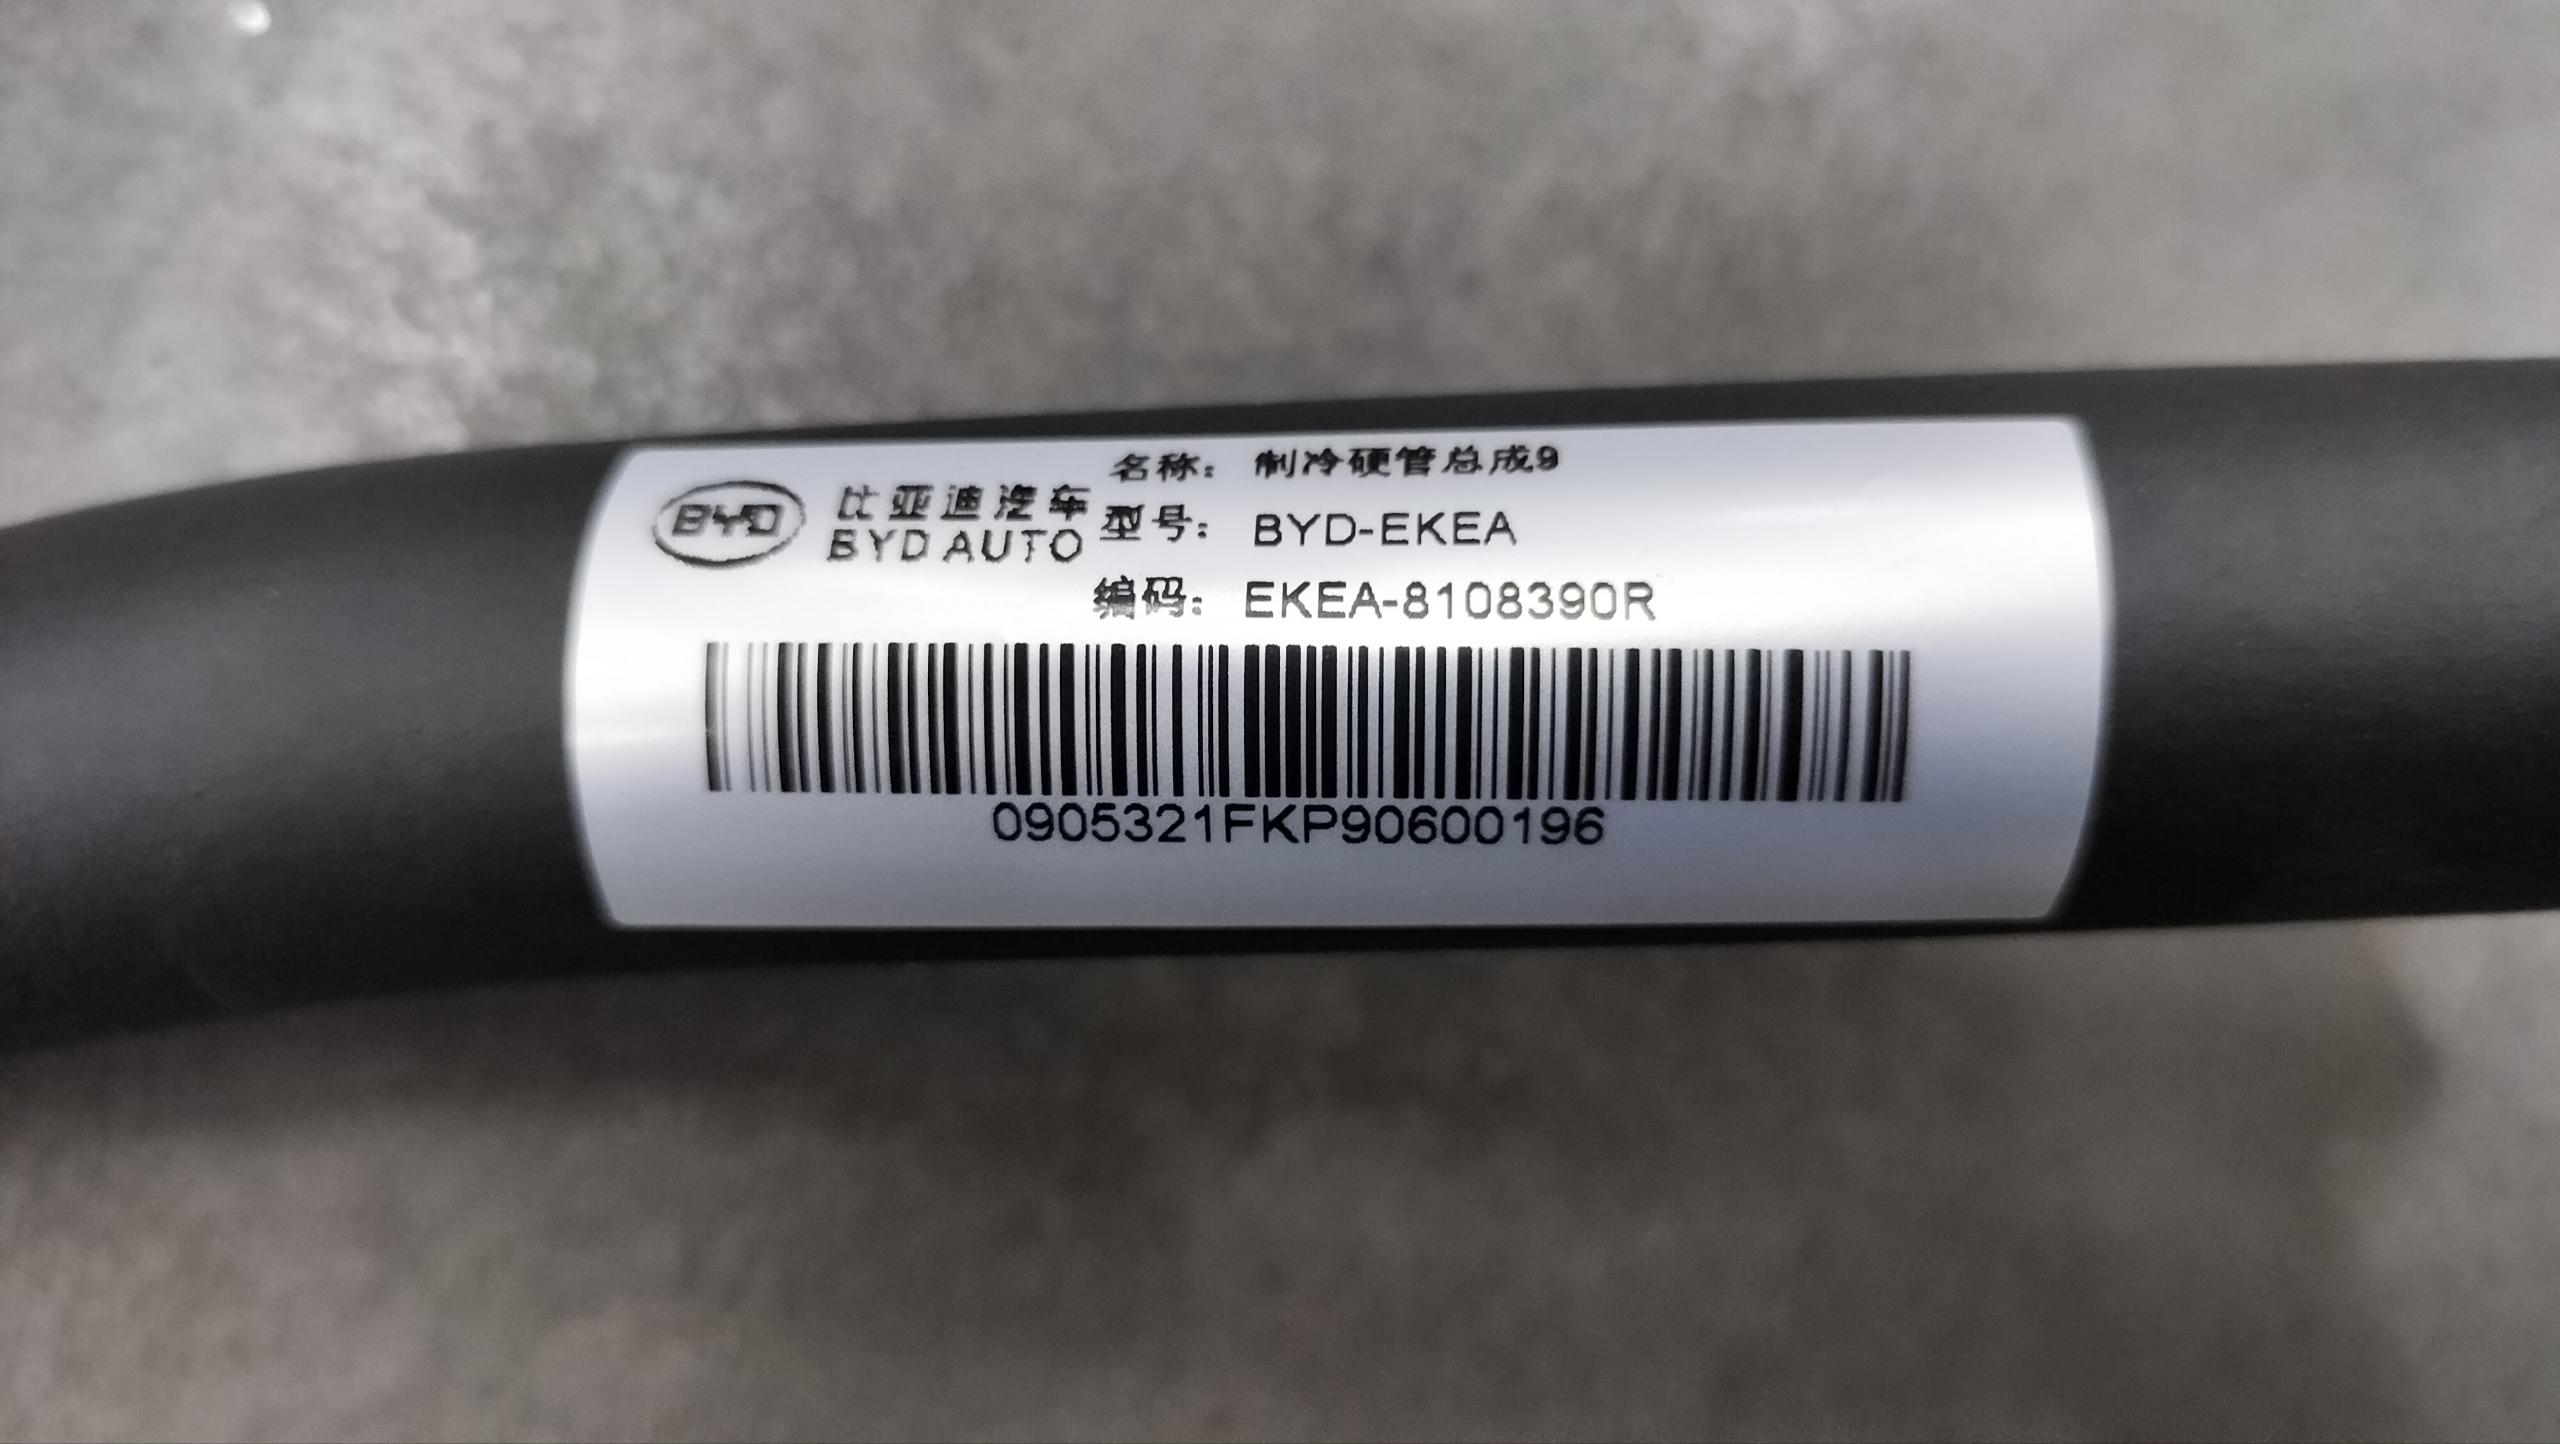 BYD
比亚迪汽车
BYD AUTO
名称: 制冷硬管总成9
型号: BYD-EKEA
编码: EKEA-8108390R
0905321FKP90600196